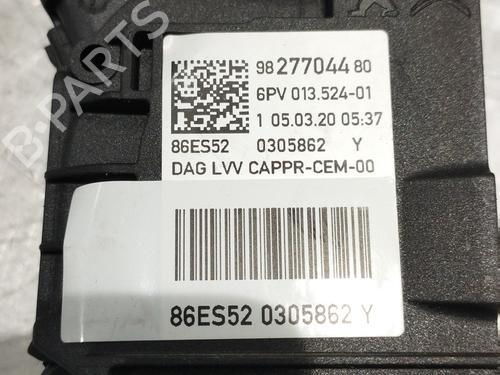 98 277044 80
6PV 013.524-01
1 05.03.20 05:37
86ES52 0305862 Y
DAG LVV CAPPR-CEM-00
86ES52 0305862 Y